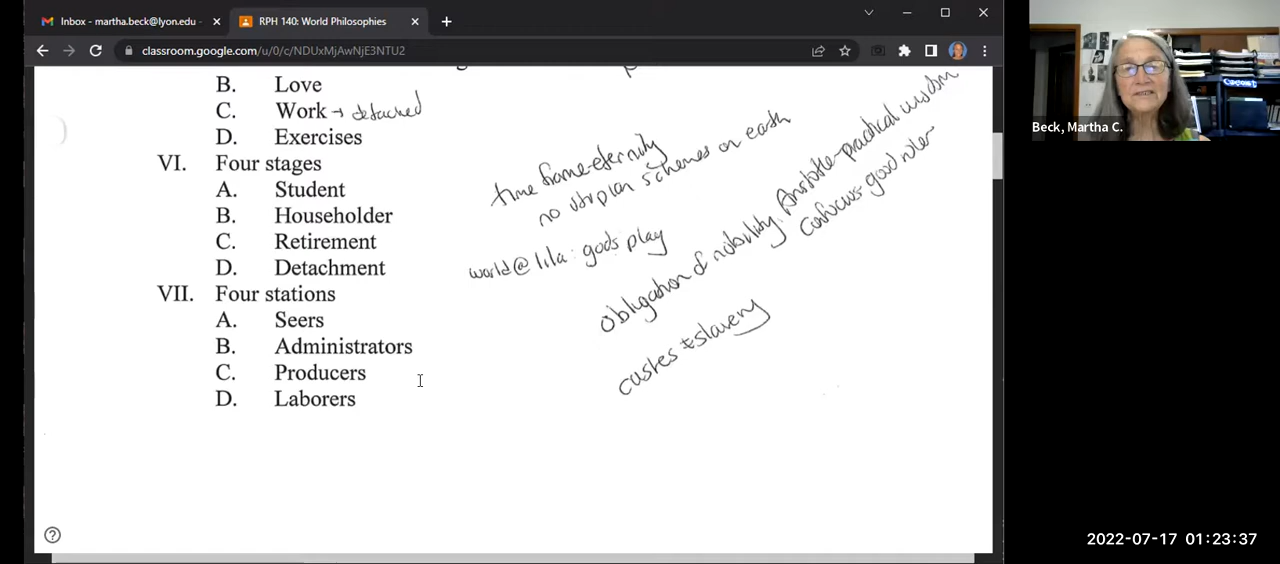 Inbox - martha.beck@lyon.edu -
RPH 140: World Philosophies
classroom.google.com/u/0/c/NDUxMjAwNjE3NTU2
B. Love
C. Work → detached
D. Exercises
VI. Four stages
A. Student
B. Householder
C. Retirement
D. Detachment
VII. Four stations
A. Seers
B. Administrators
C. Producers
D. Laborers
time frame-eternity
no utopian schemes on earth
world @ lila: gods play
obligation of nobility: Aristotle-practical wisdom
Confucius-good ruler
castes ≠ slavery
Beck, Martha C.
2022-07-17 01:23:37